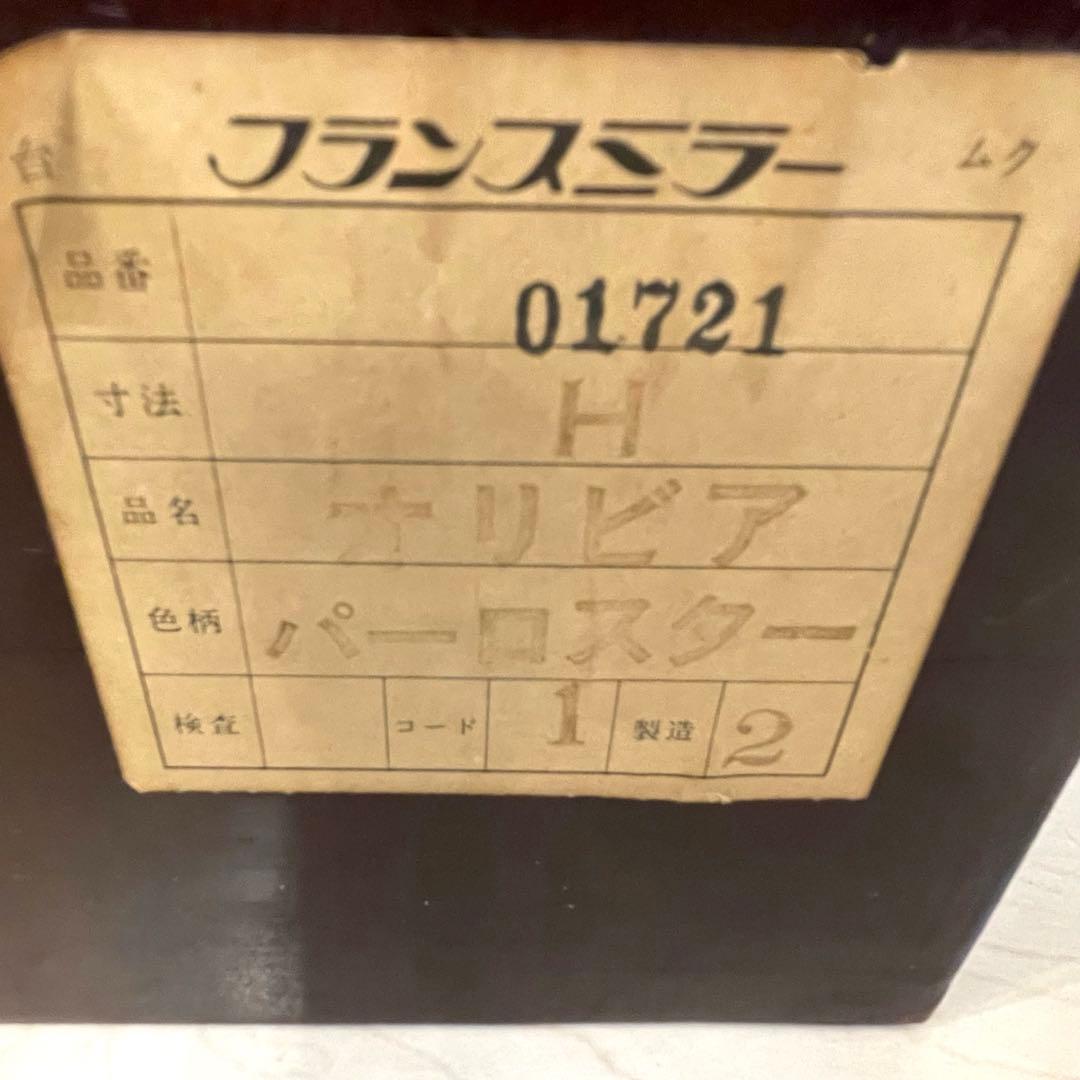 台 フランスミラー ムク
品番 01721
寸法 H
品名 オリビア
色柄 パーロスター
検査 コード 1 製造 2